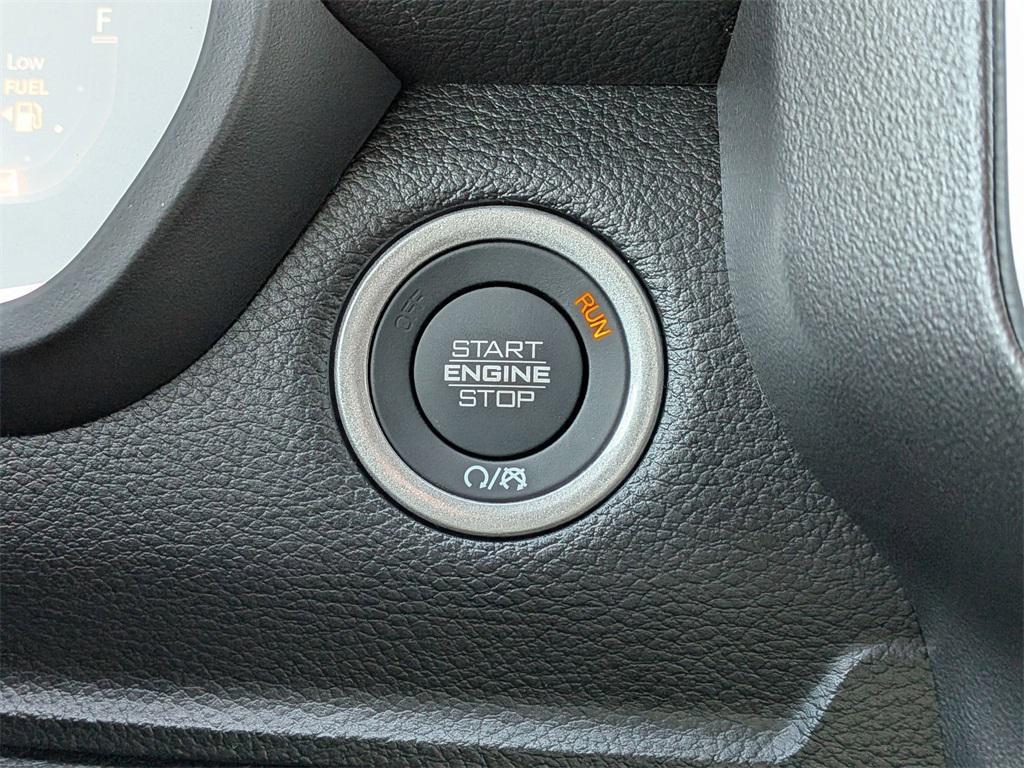 F
Low
FUEL
OFF
RUN
START
ENGINE
STOP